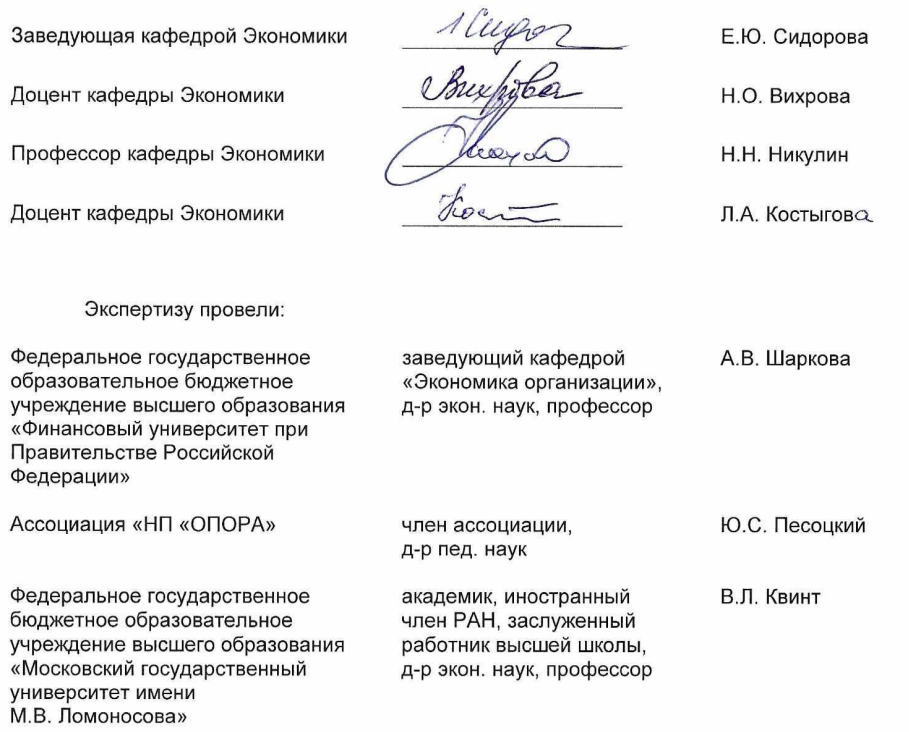 Заведующая кафедрой Экономики Е.Ю. Сидорова
Доцент кафедры Экономики Вихрова Н.О. Вихрова
Профессор кафедры Экономики Н.Н. Никулин
Доцент кафедры Экономики Л.А. Костыгова
Экспертизу провели:
Федеральное государственное заведующий кафедрой А.В. Шаркова
образовательное бюджетное «Экономика организации»,
учреждение высшего образования д-р экон. наук, профессор
«Финансовый университет при
Правительстве Российской
Федерации»
Ассоциация «НП «ОПОРА» член ассоциации, Ю.С. Песоцкий
д-р пед. наук
Федеральное государственное академик, иностранный В.Л. Квинт
бюджетное образовательное член РАН, заслуженный
учреждение высшего образования работник высшей школы,
«Московский государственный д-р экон. наук, профессор
университет имени
М.В. Ломоносова»